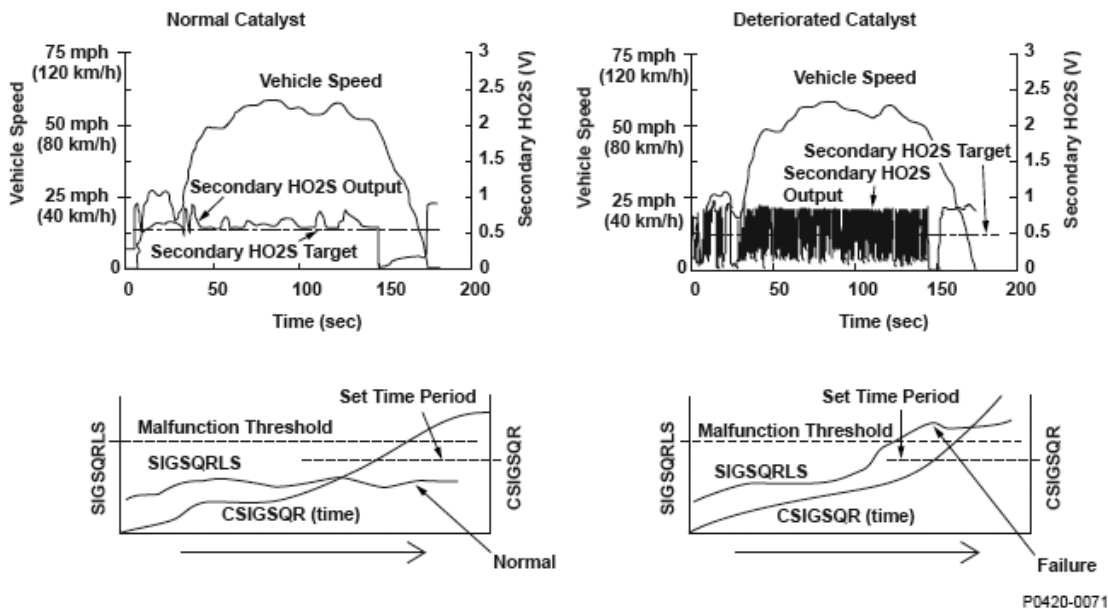 Normal Catalyst
75 mph
(120 km/h)
50 mph
(80 km/h)
25 mph
(40 km/h)
0
Vehicle Speed
Vehicle Speed
Secondary HO2S Output
Secondary HO2S Target
3
2.5
2
1.5
1
0.5
0
Secondary HO2S (V)
0
50
100
150
200
Time (sec)
Deteriorated Catalyst
75 mph
(120 km/h)
50 mph
(80 km/h)
25 mph
(40 km/h)
0
Vehicle Speed
Vehicle Speed
Secondary HO2S Target
Secondary HO2S
Output
3
2.5
2
1.5
1
0.5
0
Secondary HO2S (V)
0
50
100
150
200
Time (sec)
Set Time Period
Malfunction Threshold
SIGSQRLS
SIGSQRLS
CSIGSQR (time)
CSIGSQR
Normal
Set Time Period
Malfunction Threshold
SIGSQRLS
SIGSQRLS
CSIGSQR (time)
CSIGSQR
Failure
P0420-0071